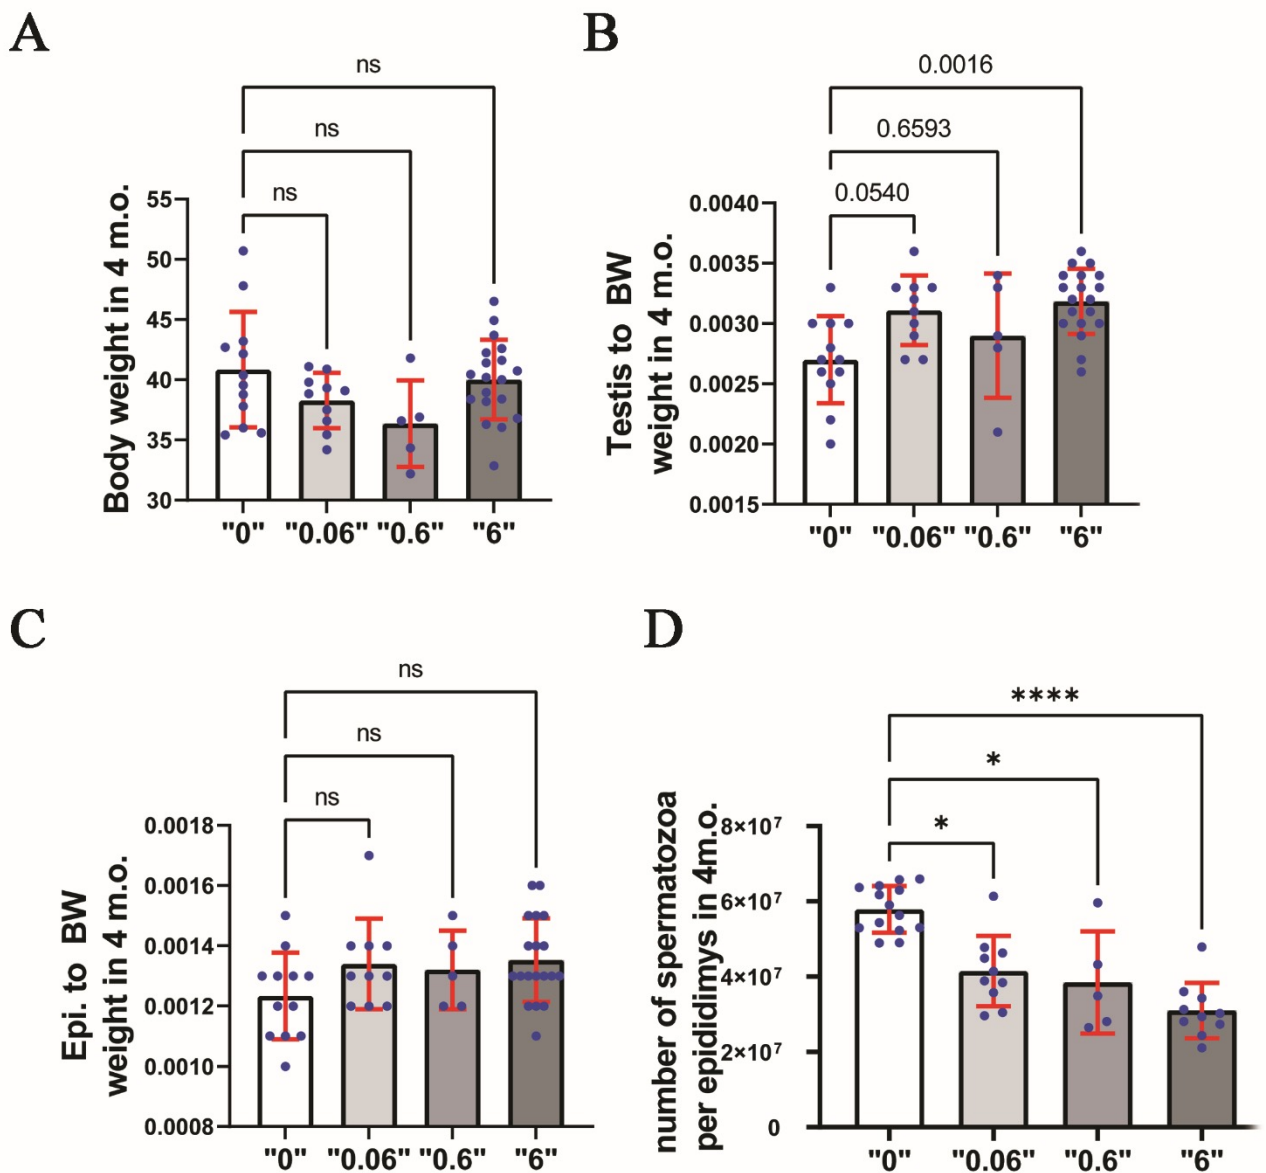 A
ns
ns
ns
Body weight in 4 m.o.
55
50
45
40
35
30
"0" "0.06" "0.6" "6"
B
0.0016
0.6593
0.0540
Testis to BW
weight in 4 m.o.
0.0040
0.0035
0.0030
0.0025
0.0020
0.0015
"0" "0.06" "0.6" "6"
C
ns
ns
ns
Epi. to BW
weight in 4 m.o.
0.0018
0.0016
0.0014
0.0012
0.0010
0.0008
"0" "0.06" "0.6" "6"
D
****
*
*
number of spermatozoa
per epididimys in 4m.o.
8×10⁷
6×10⁷
4×10⁷
2×10⁷
0
"0" "0.06" "0.6" "6"